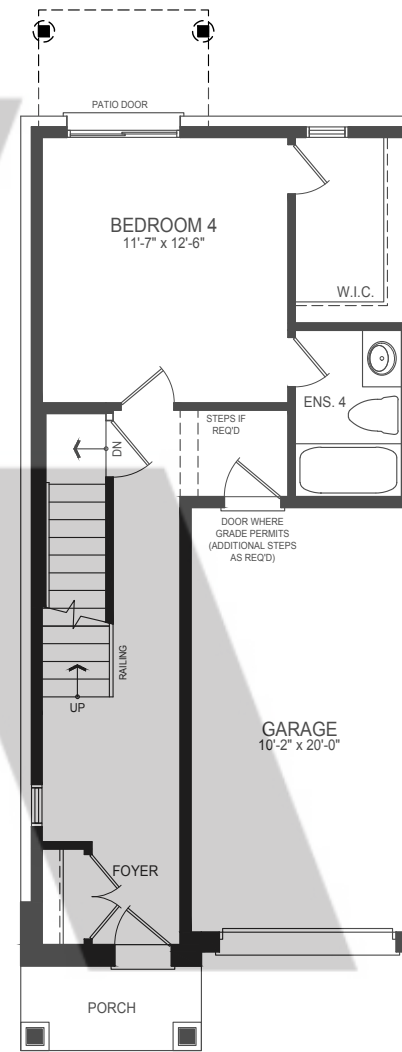 PATIO DOOR
BEDROOM 4
11'-7" x 12'-6"
W.I.C.
ENS. 4
STEPS IF
REQ'D
DN
DOOR WHERE
GRADE PERMITS
(ADDITIONAL STEPS
AS REQ'D)
RAILING
UP
GARAGE
10'-2" x 20'-0"
FOYER
PORCH